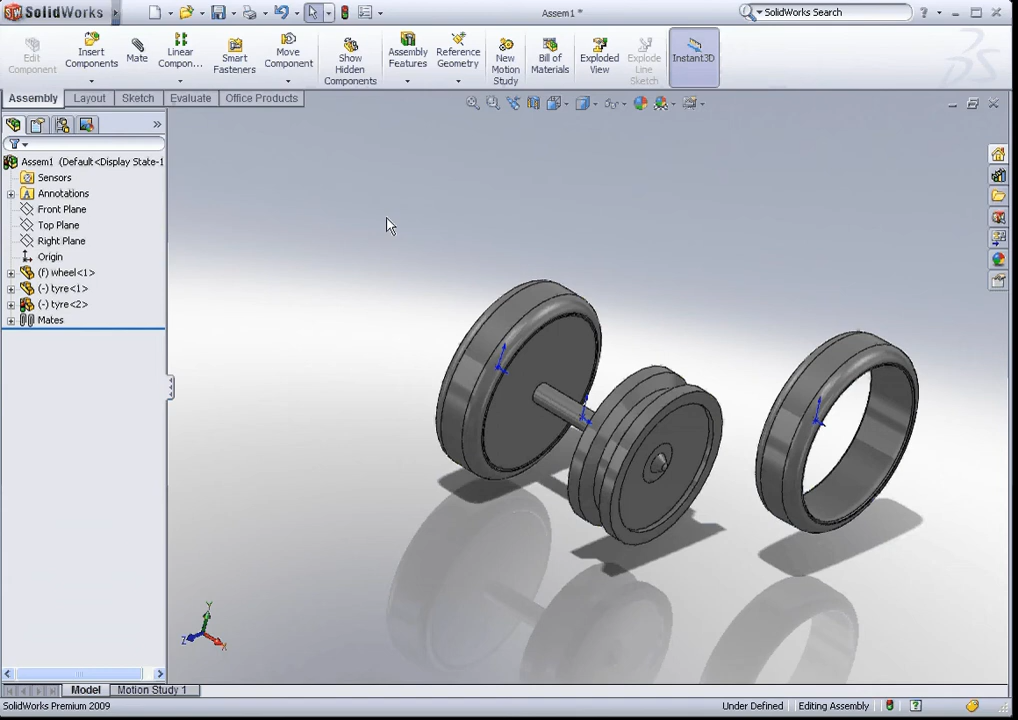 SolidWorks
Assem1 *
SolidWorks Search
Edit Component
Insert Components
Mate
Linear Compon...
Smart Fasteners
Move Component
Show Hidden Components
Assembly Features
Reference Geometry
New Motion Study
Bill of Materials
Exploded View
Explode Line Sketch
Instant3D
Assembly
Layout
Sketch
Evaluate
Office Products
Assem1 (Default<Display State-1
Sensors
Annotations
Front Plane
Top Plane
Right Plane
Origin
(f) wheel<1>
(-) tyre<1>
(-) tyre<2>
Mates
Y
Z
X
Model
Motion Study 1
SolidWorks Premium 2009
Under Defined
Editing Assembly